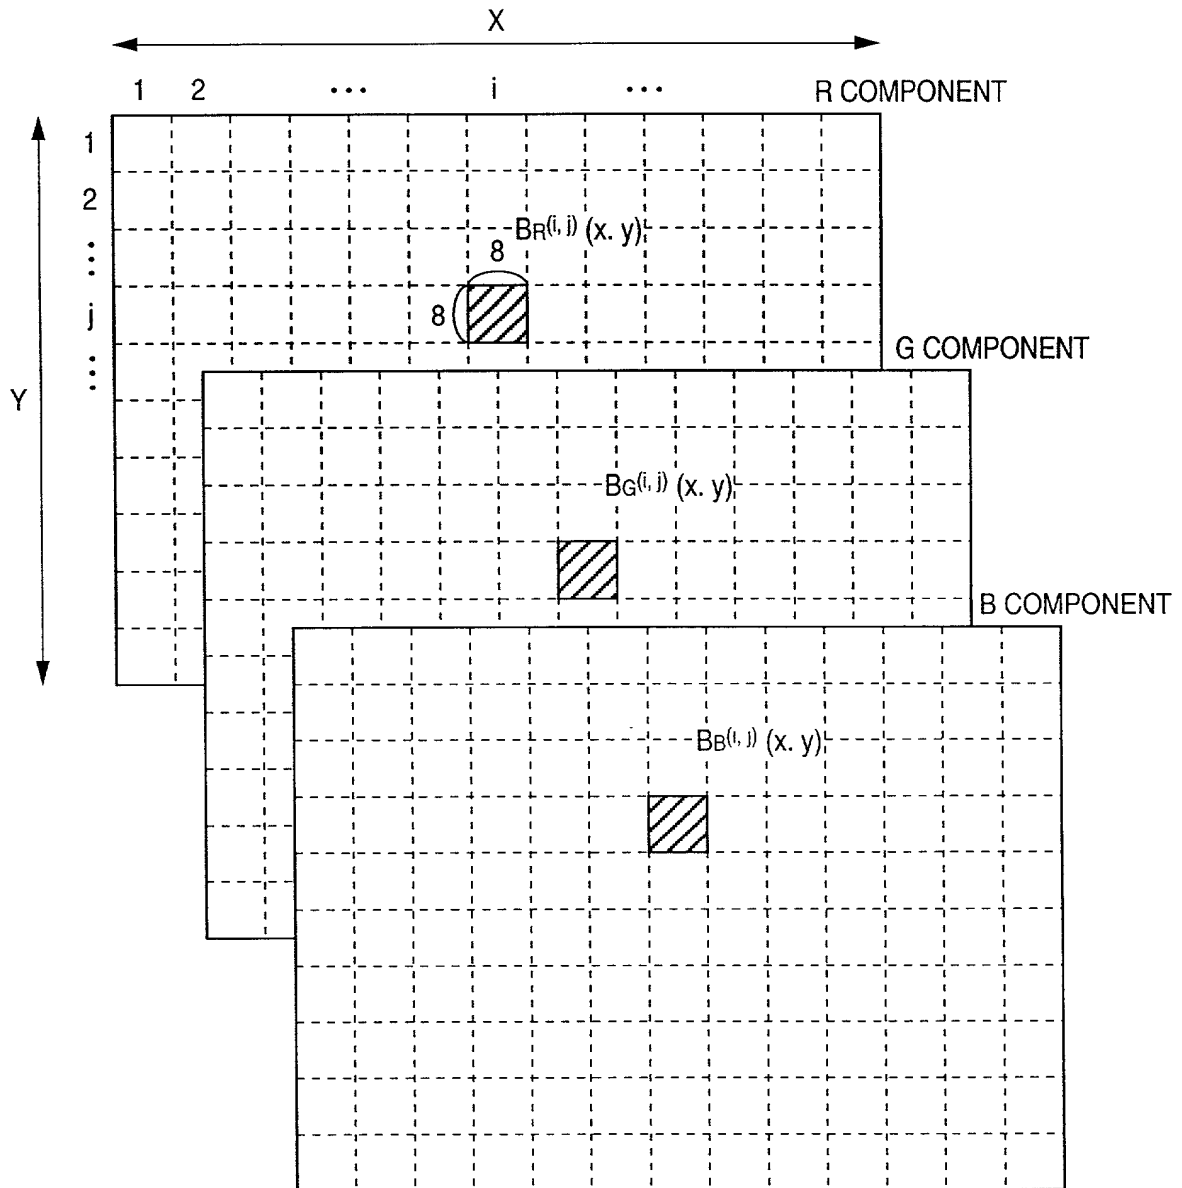 X
1 2 ••• i ••• R COMPONENT
1
2
⋮
j
⋮
Y
BR(i, j) (x. y)
8
8
G COMPONENT
BG(i, j) (x. y)
B COMPONENT
BB(i, j) (x. y)